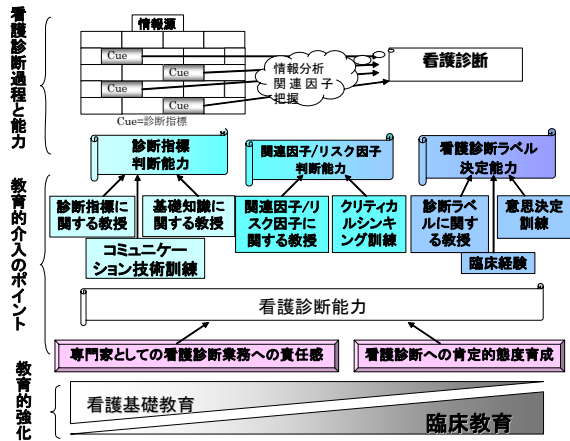 看護診断過程と能力
情報源
Cue
Cue
Cue
Cue
Cue=診断指標
情報分析
関連因子
把握
看護診断
教育的介入のポイント
診断指標
判断能力
関連因子/リスク因子
判断能力
看護診断ラベル
決定能力
診断指標に
関する教授
基礎知識に
関する教授
コミュニケー
ション技術訓練
関連因子/リ
スク因子に
関する教授
クリティカ
ルシンキ
ング訓練
診断ラベ
ルに関す
る教授
意思決定
訓練
臨床経験
看護診断能力
専門家としての看護診断業務への責任感
看護診断への肯定的態度育成
教育的強化
看護基礎教育
臨床教育